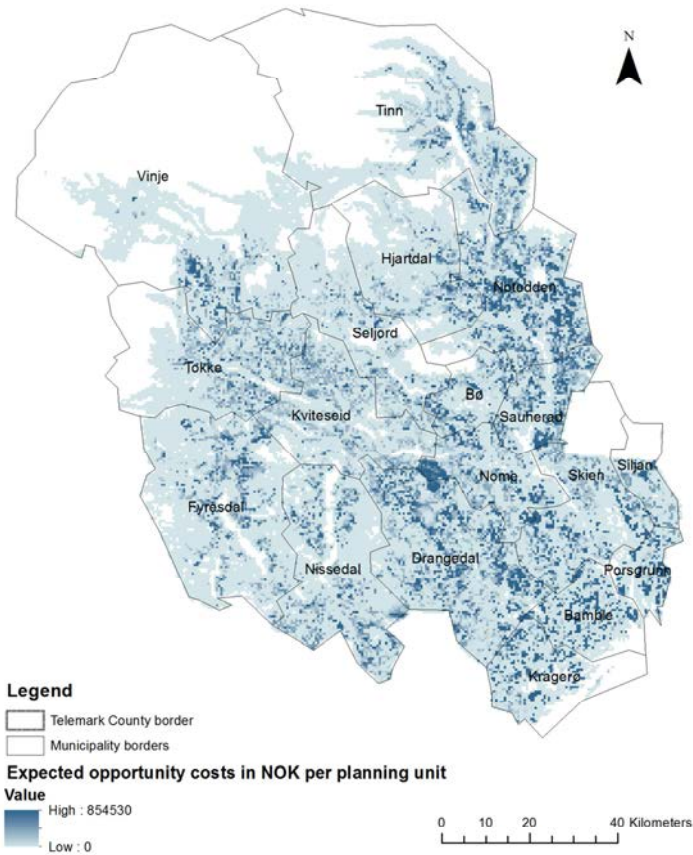 N
Tinn
Vinje
Hjartdal
Notodden
Seljord
Tokke
Bø
Kviteseid
Sauherad
Siljan
Nome
Skien
Fyresdal
Drangedal
Nissedal
Porsgrunn
Bamble
Kragerø
Legend
Telemark County border
Municipality borders
Expected opportunity costs in NOK per planning unit
Value
High : 854530
Low : 0
0 10 20 40 Kilometers